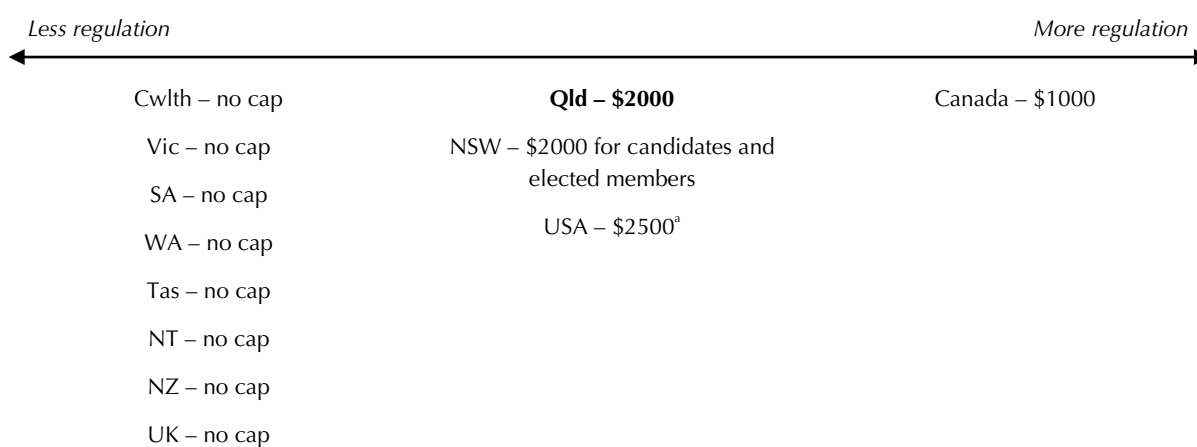 Less regulation
More regulation
Cwlth – no cap
Vic – no cap
SA – no cap
WA – no cap
Tas – no cap
NT – no cap
NZ – no cap
UK – no cap
Qld – $2000
NSW – $2000 for candidates and
elected members
USA – $2500ᵃ
Canada – $1000